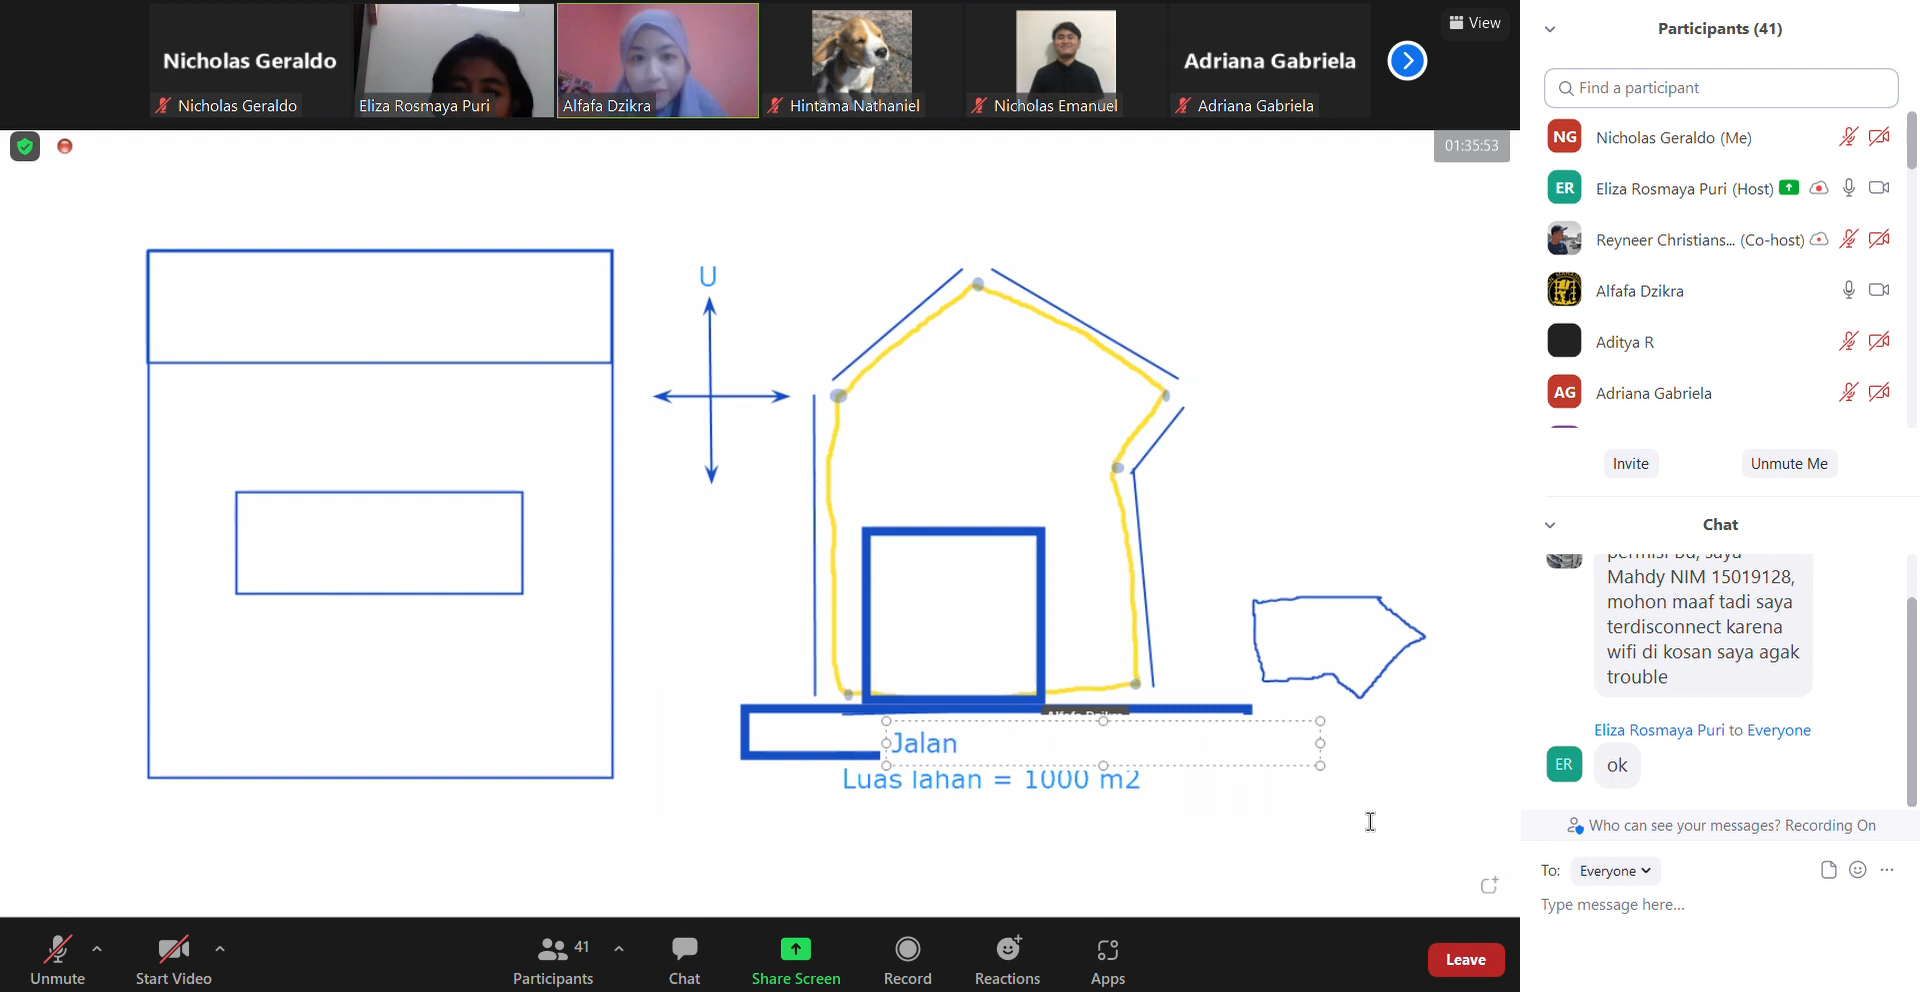 Nicholas Geraldo
Nicholas Geraldo
Eliza Rosmaya Puri
Alfafa Dzikra
Hintama Nathaniel
Nicholas Emanuel
Adriana Gabriela
Adriana Gabriela
View
01:35:53
U
Alfafa Dzikra
Jalan
Luas lahan = 1000 m2
Unmute
Start Video
41
Participants
Chat
Share Screen
Record
Reactions
Apps
Leave
Participants (41)
Find a participant
NG
Nicholas Geraldo (Me)
ER
Eliza Rosmaya Puri (Host)
Reyneer Christians... (Co-host)
Alfafa Dzikra
Aditya R
AG
Adriana Gabriela
Invite
Unmute Me
Chat
permisi Bu, saya
Mahdy NIM 15019128,
mohon maaf tadi saya
terdisconnect karena
wifi di kosan saya agak
trouble
Eliza Rosmaya Puri to Everyone
ER
ok
Who can see your messages? Recording On
To:
Everyone
Type message here...